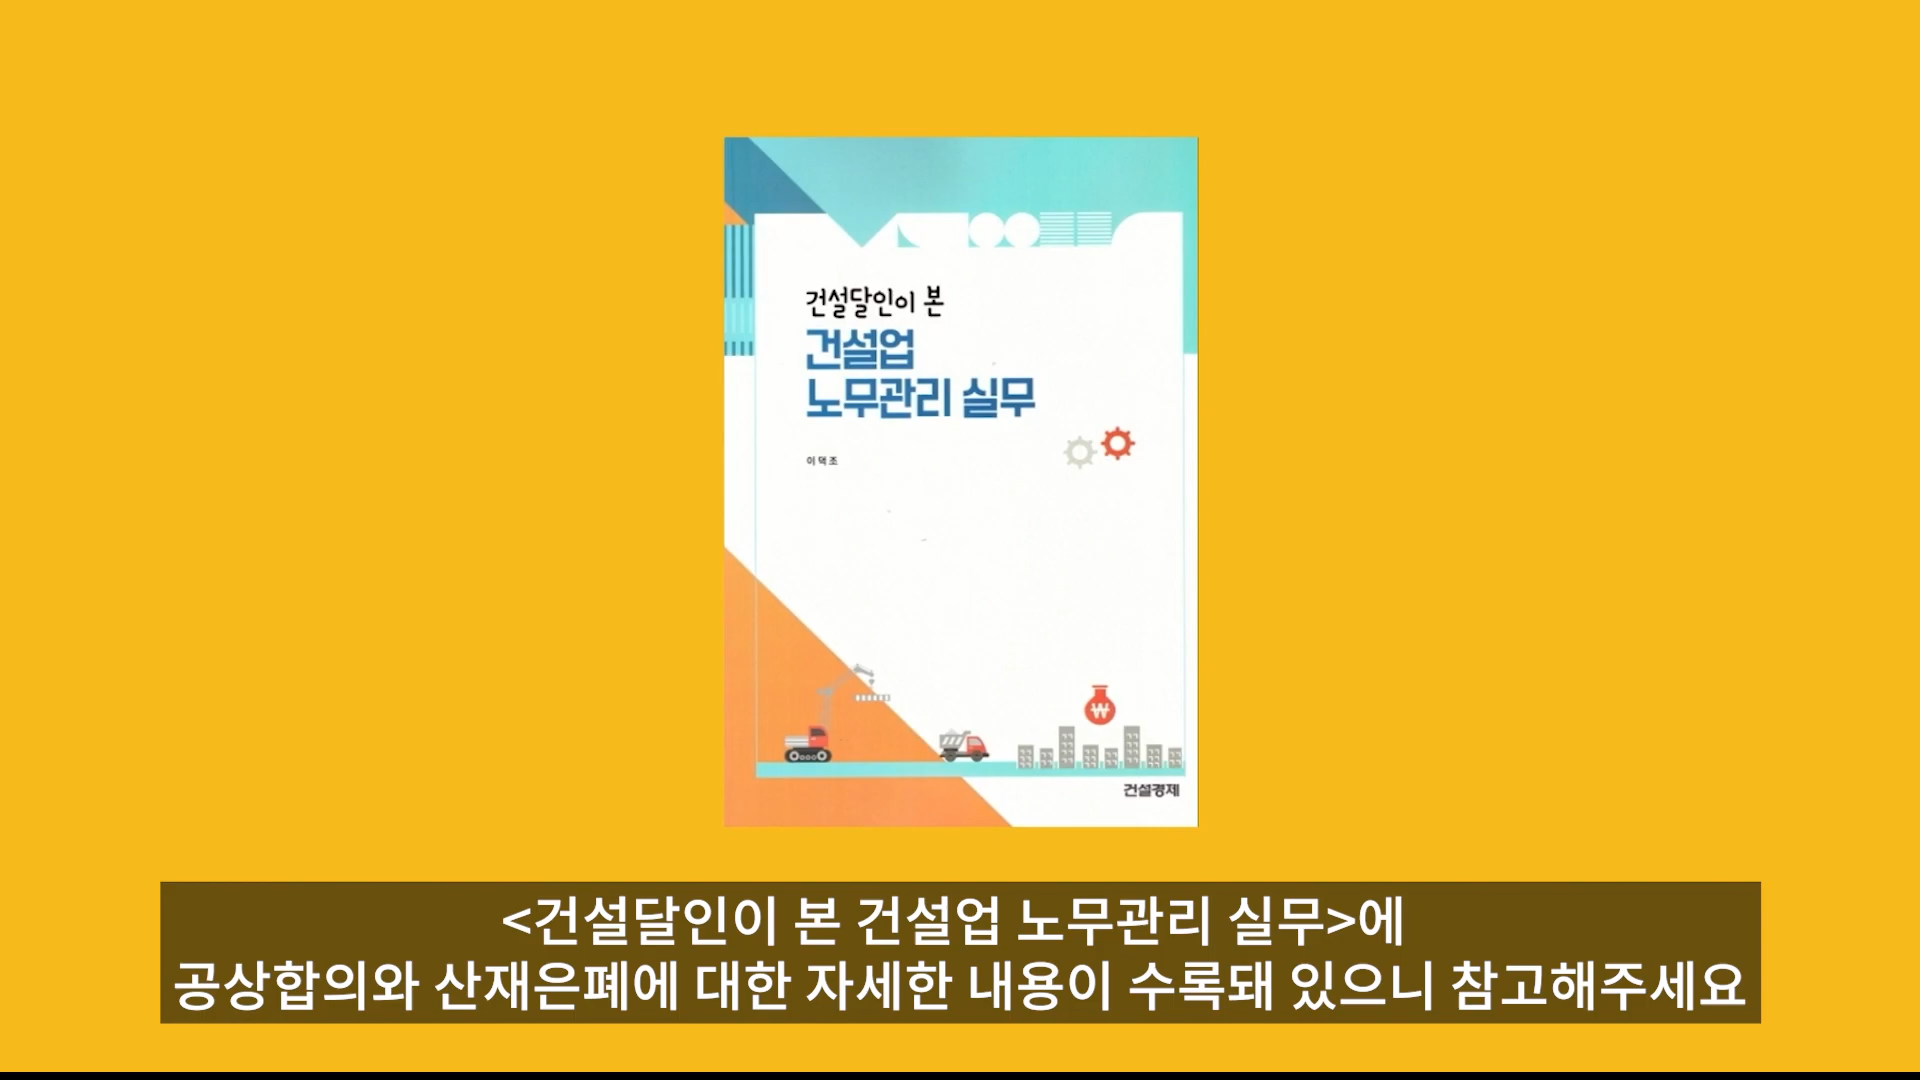 건설달인이 본
건설업
노무관리 실무
이덕조
₩
건설경제
<건설달인이 본 건설업 노무관리 실무>에
공상합의와 산재은폐에 대한 자세한 내용이 수록돼 있으니 참고해주세요